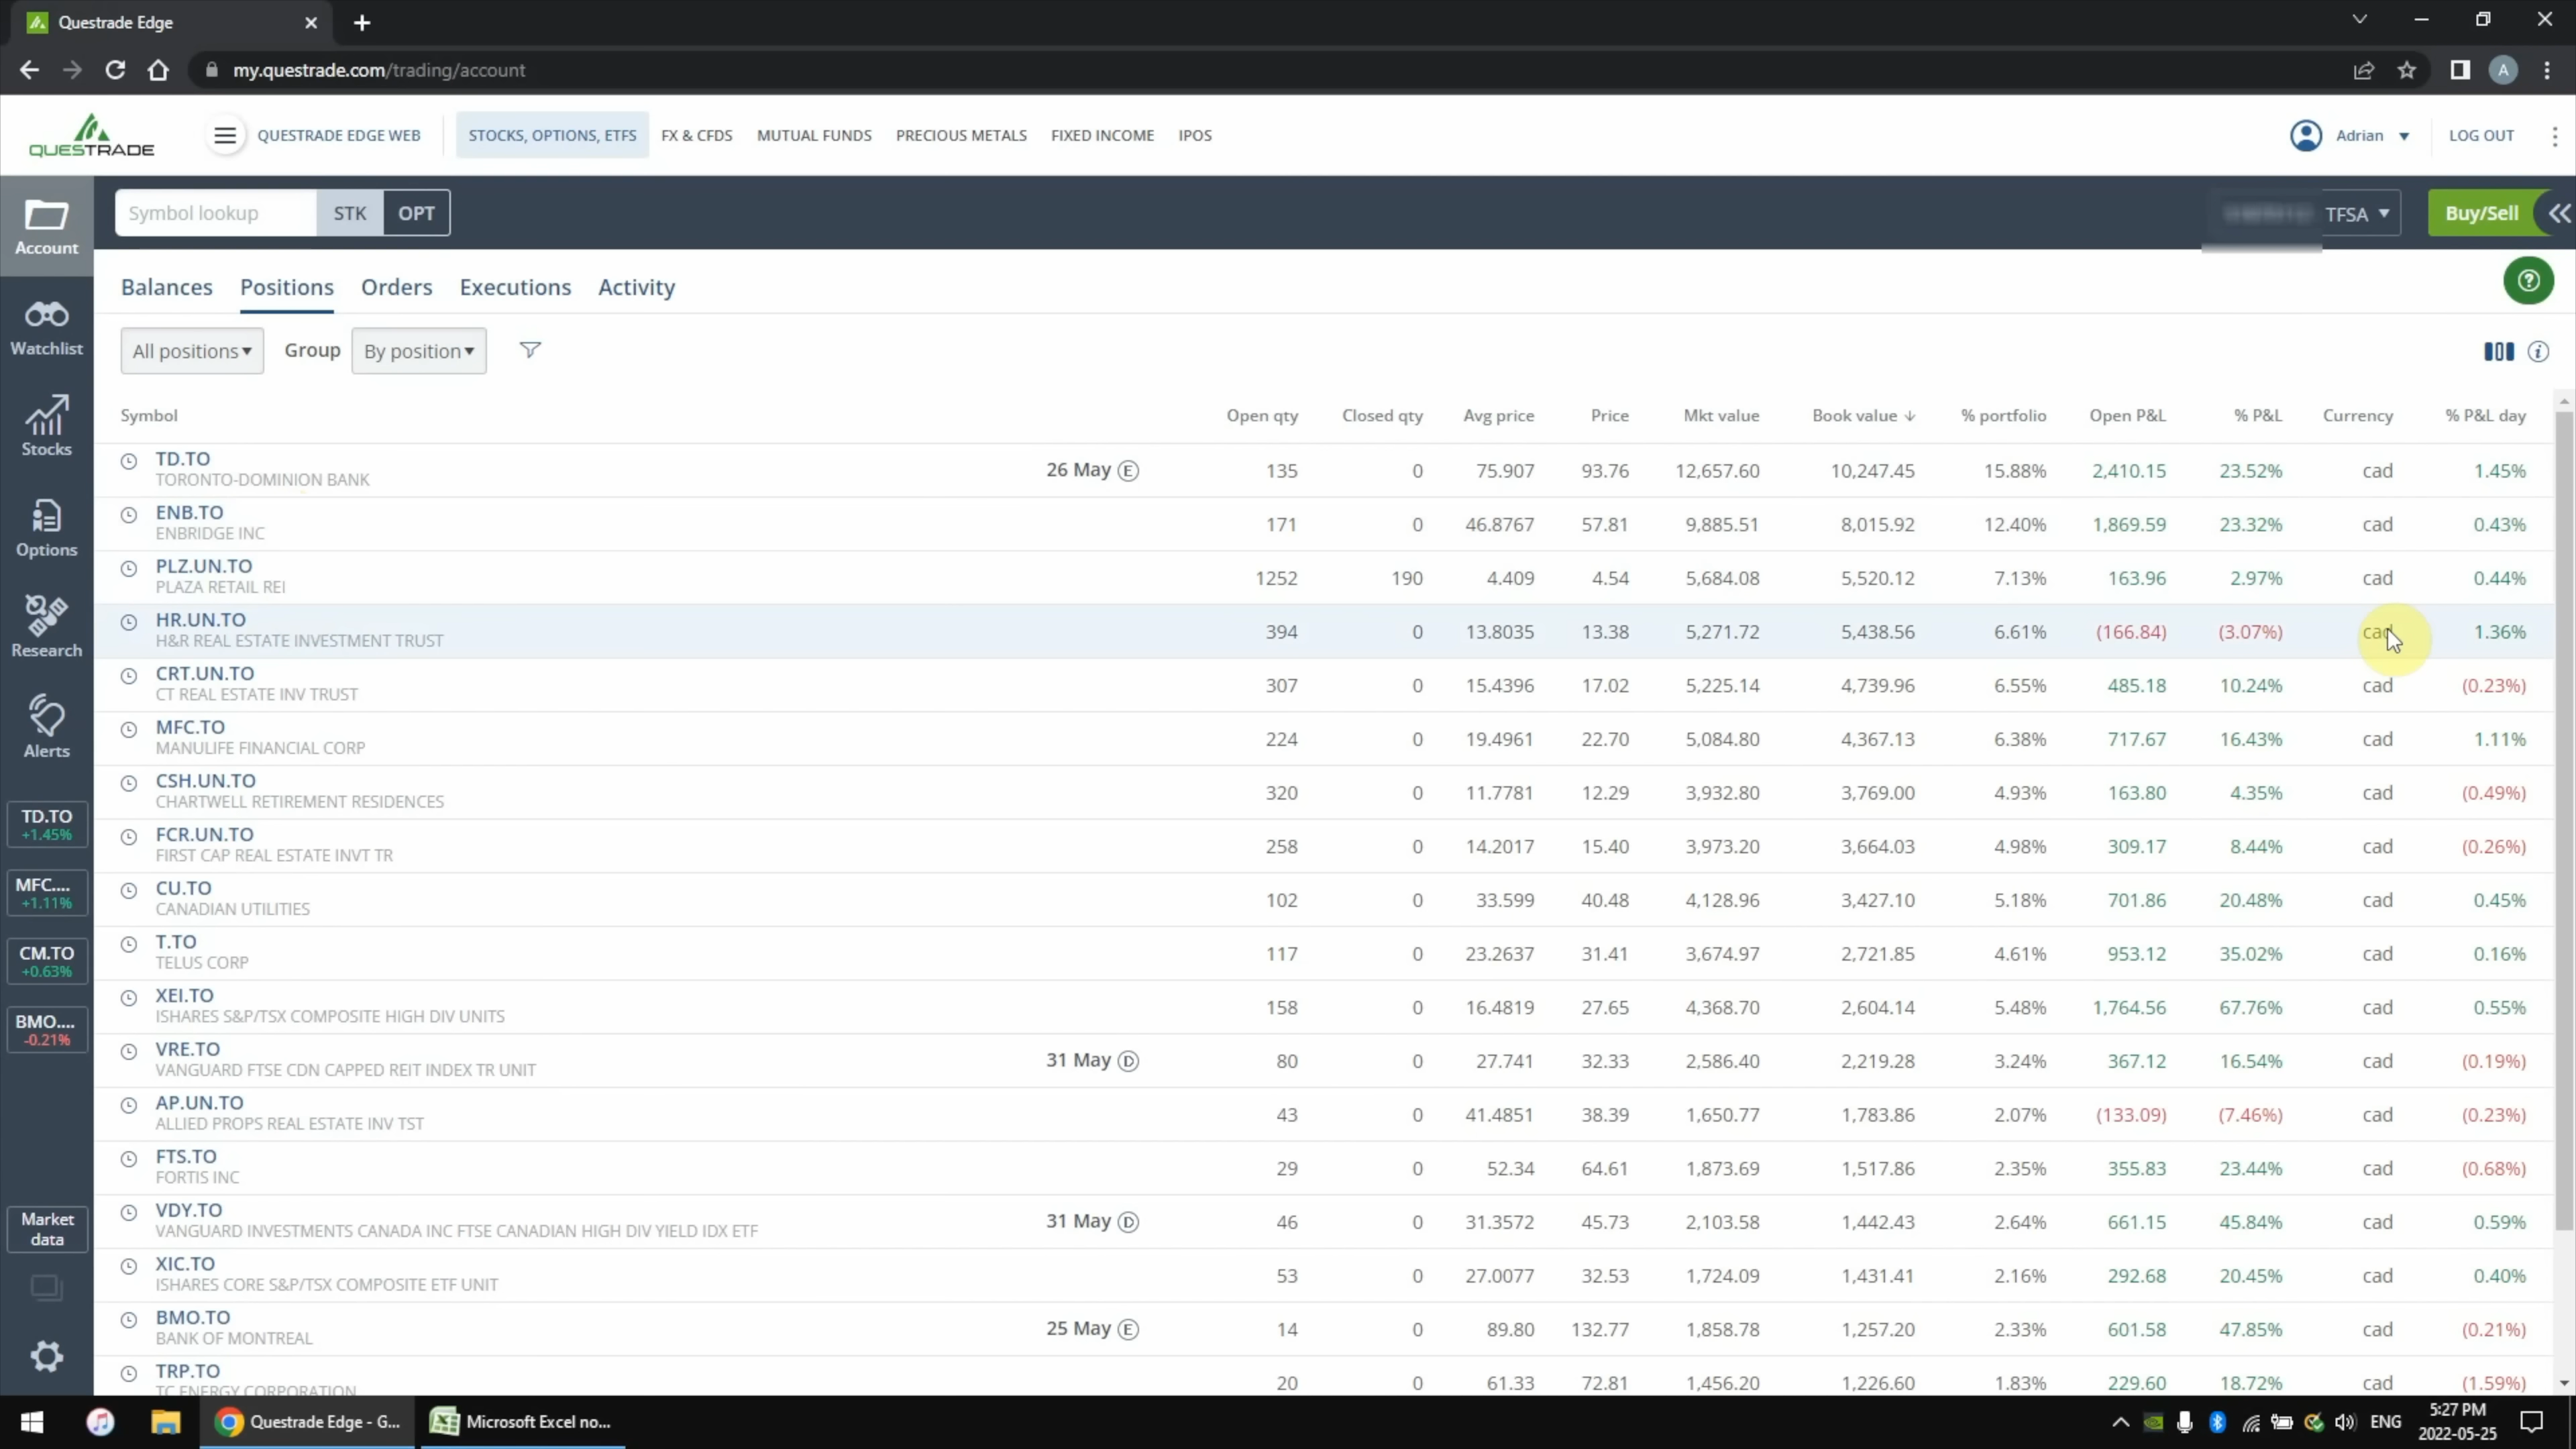 Questrade Edge
my.questrade.com/trading/account
QUESTRADE
QUESTRADE EDGE WEB
STOCKS, OPTIONS, ETFS
FX & CFDS
MUTUAL FUNDS
PRECIOUS METALS
FIXED INCOME
IPOS
Adrian
LOG OUT
Symbol lookup
STK
OPT
TFSA
Buy/Sell
Account
Watchlist
Stocks
Options
Research
Alerts
TD.TO
+1.45%
MFC....
+1.11%
CM.TO
+0.63%
BMO....
-0.21%
Market
data
Balances Positions Orders Executions Activity
All positions Group By position
Symbol Open qty Closed qty Avg price Price Mkt value Book value % portfolio Open P&L % P&L Currency % P&L day
TD.TO 26 May E 135 0 75.907 93.76 12,657.60 10,247.45 15.88% 2,410.15 23.52% cad 1.45%
TORONTO-DOMINION BANK
ENB.TO 171 0 46.8767 57.81 9,885.51 8,015.92 12.40% 1,869.59 23.32% cad 0.43%
ENBRIDGE INC
PLZ.UN.TO 1252 190 4.409 4.54 5,684.08 5,520.12 7.13% 163.96 2.97% cad 0.44%
PLAZA RETAIL REI
HR.UN.TO 394 0 13.8035 13.38 5,271.72 5,438.56 6.61% (166.84) (3.07%) cad 1.36%
H&R REAL ESTATE INVESTMENT TRUST
CRT.UN.TO 307 0 15.4396 17.02 5,225.14 4,739.96 6.55% 485.18 10.24% cad (0.23%)
CT REAL ESTATE INV TRUST
MFC.TO 224 0 19.4961 22.70 5,084.80 4,367.13 6.38% 717.67 16.43% cad 1.11%
MANULIFE FINANCIAL CORP
CSH.UN.TO 320 0 11.7781 12.29 3,932.80 3,769.00 4.93% 163.80 4.35% cad (0.49%)
CHARTWELL RETIREMENT RESIDENCES
FCR.UN.TO 258 0 14.2017 15.40 3,973.20 3,664.03 4.98% 309.17 8.44% cad (0.26%)
FIRST CAP REAL ESTATE INVT TR
CU.TO 102 0 33.599 40.48 4,128.96 3,427.10 5.18% 701.86 20.48% cad 0.45%
CANADIAN UTILITIES
T.TO 117 0 23.2637 31.41 3,674.97 2,721.85 4.61% 953.12 35.02% cad 0.16%
TELUS CORP
XEI.TO 158 0 16.4819 27.65 4,368.70 2,604.14 5.48% 1,764.56 67.76% cad 0.55%
ISHARES S&P/TSX COMPOSITE HIGH DIV UNITS
VRE.TO 31 May D 80 0 27.741 32.33 2,586.40 2,219.28 3.24% 367.12 16.54% cad (0.19%)
VANGUARD FTSE CDN CAPPED REIT INDEX TR UNIT
AP.UN.TO 43 0 41.4851 38.39 1,650.77 1,783.86 2.07% (133.09) (7.46%) cad (0.23%)
ALLIED PROPS REAL ESTATE INV TST
FTS.TO 29 0 52.34 64.61 1,873.69 1,517.86 2.35% 355.83 23.44% cad (0.68%)
FORTIS INC
VDY.TO 31 May D 46 0 31.3572 45.73 2,103.58 1,442.43 2.64% 661.15 45.84% cad 0.59%
VANGUARD INVESTMENTS CANADA INC FTSE CANADIAN HIGH DIV YIELD IDX ETF
XIC.TO 53 0 27.0077 32.53 1,724.09 1,431.41 2.16% 292.68 20.45% cad 0.40%
ISHARES CORE S&P/TSX COMPOSITE ETF UNIT
BMO.TO 25 May E 14 0 89.80 132.77 1,858.78 1,257.20 2.33% 601.58 47.85% cad (0.21%)
BANK OF MONTREAL
TRP.TO 20 0 61.33 72.81 1,456.20 1,226.60 1.83% 229.60 18.72% cad (1.59%)
TC ENERGY CORPORATION
Questrade Edge - G...
Microsoft Excel no...
ENG
5:27 PM
2022-05-25